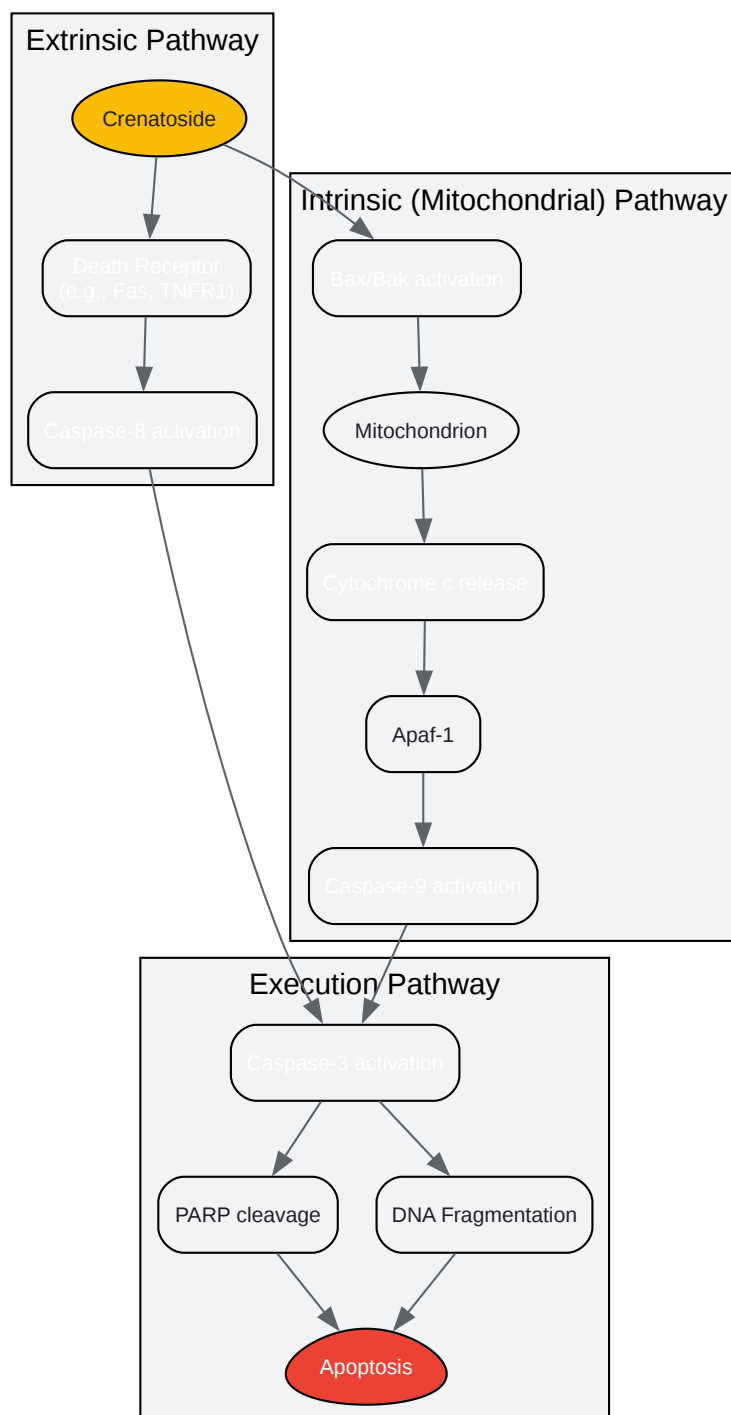 Extrinsic Pathway
Crenatoside
Death Receptor
(e.g., Fas, TNFR1)
Caspase-8 activation
Intrinsic (Mitochondrial) Pathway
Bax/Bak activation
Mitochondrion
Cytochrome c release
Apaf-1
Caspase-9 activation
Execution Pathway
Caspase-3 activation
PARP cleavage
DNA Fragmentation
Apoptosis